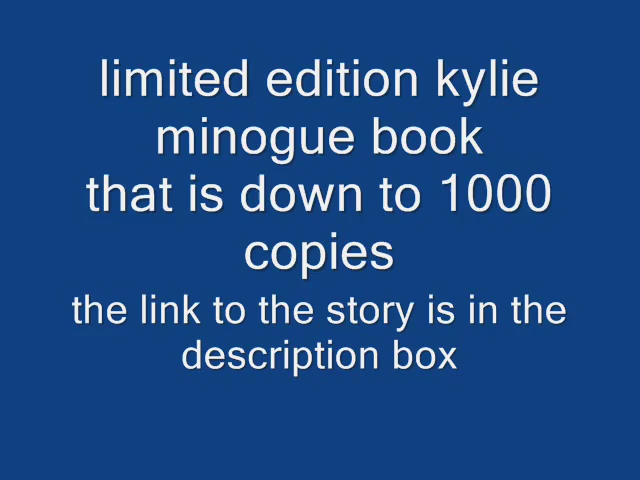 limited edition kylie
minogue book
that is down to 1000
copies
the link to the story is in the
description box